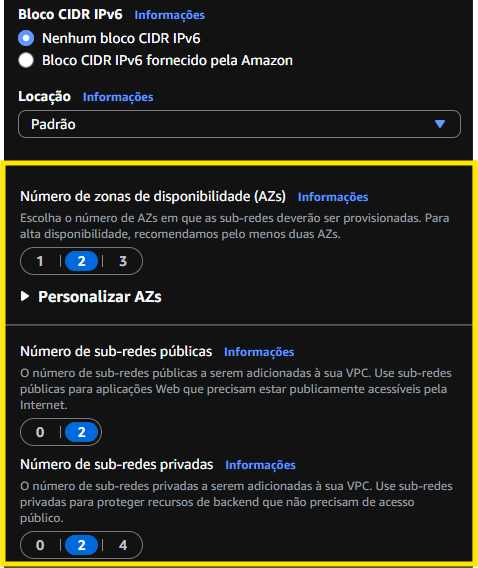 Bloco CIDR IPv6 Informações
Nenhum bloco CIDR IPv6
Bloco CIDR IPv6 fornecido pela Amazon
Locação Informações
Padrão
Número de zonas de disponibilidade (AZs) Informações
Escolha o número de AZs em que as sub-redes deverão ser provisionadas. Para
alta disponibilidade, recomendamos pelo menos duas AZs.
1 2 3
Personalizar AZs
Número de sub-redes públicas Informações
O número de sub-redes públicas a serem adicionadas à sua VPC. Use sub-redes
públicas para aplicações Web que precisam estar publicamente acessíveis pela
Internet.
0 2
Número de sub-redes privadas Informações
O número de sub-redes privadas a serem adicionadas à sua VPC. Use sub-redes
privadas para proteger recursos de backend que não precisam de acesso
público.
0 2 4